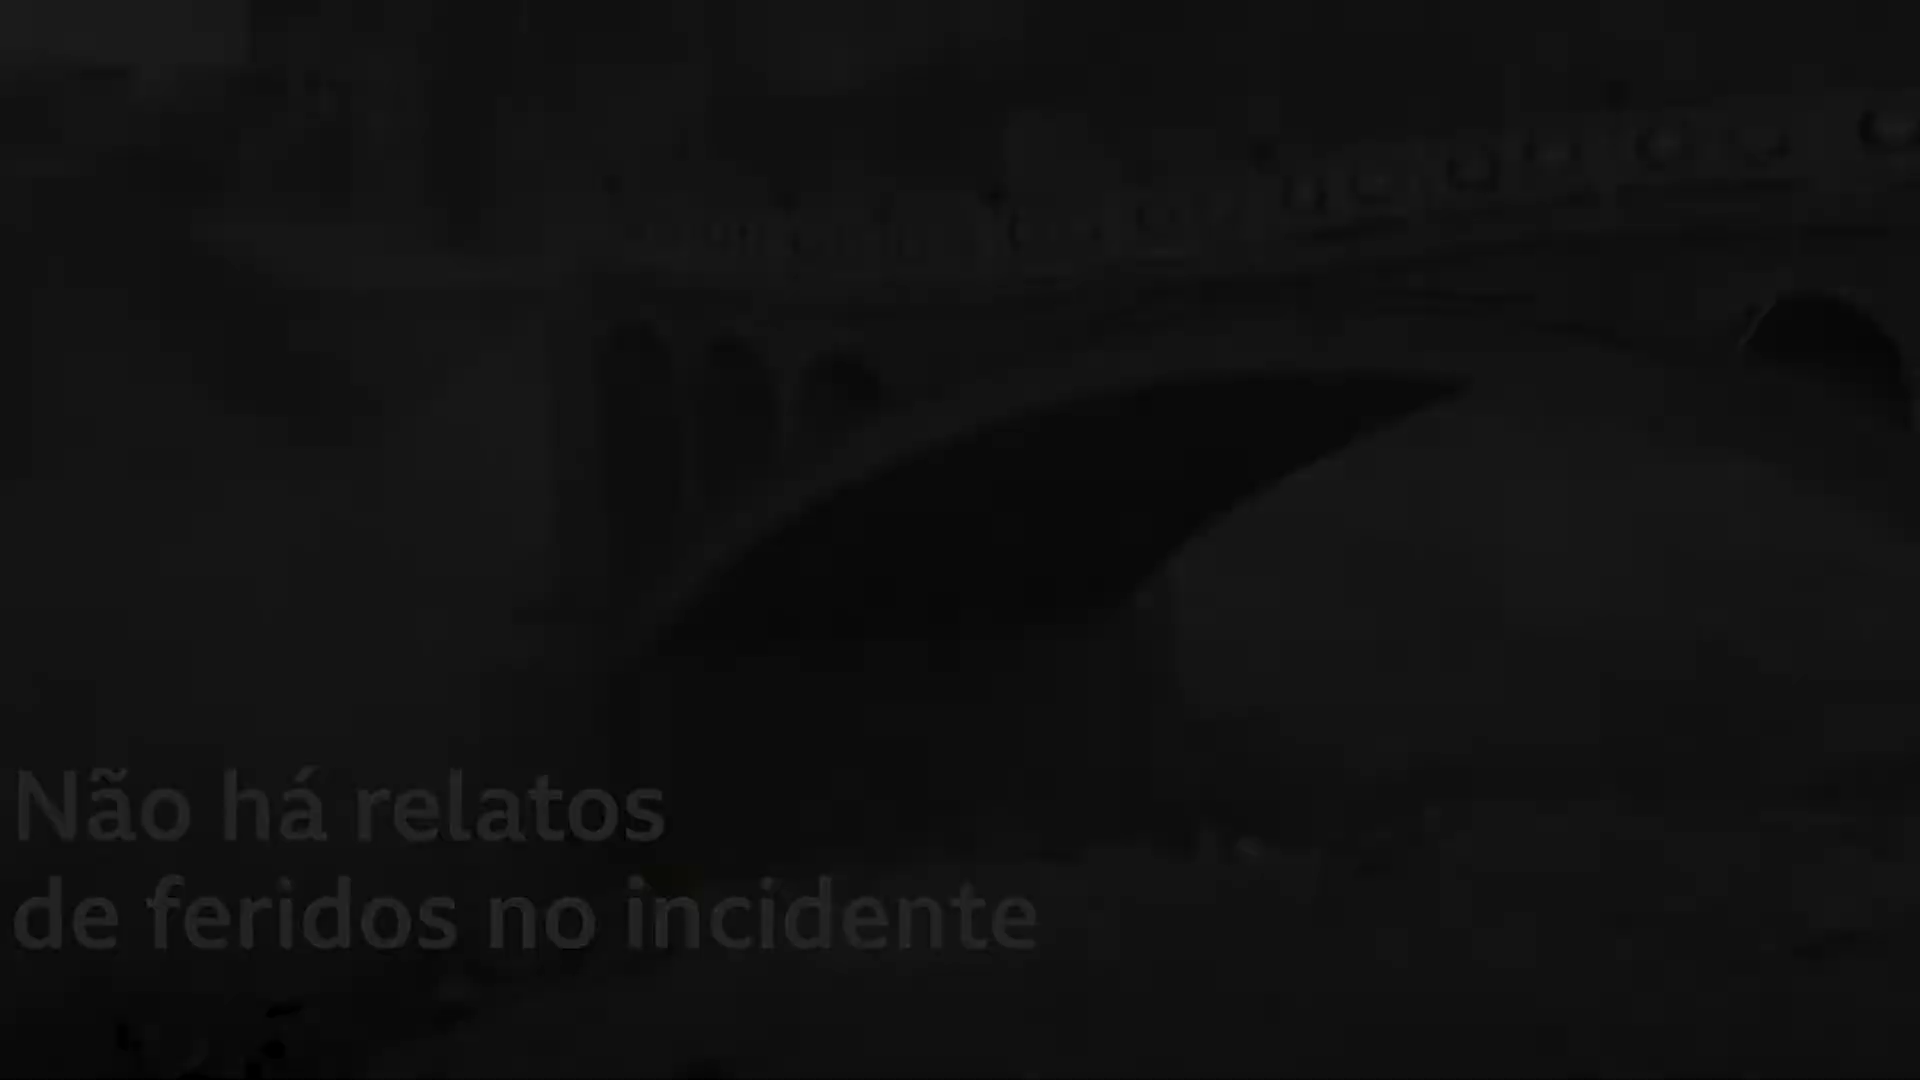 Não há relatos
de feridos no incidente